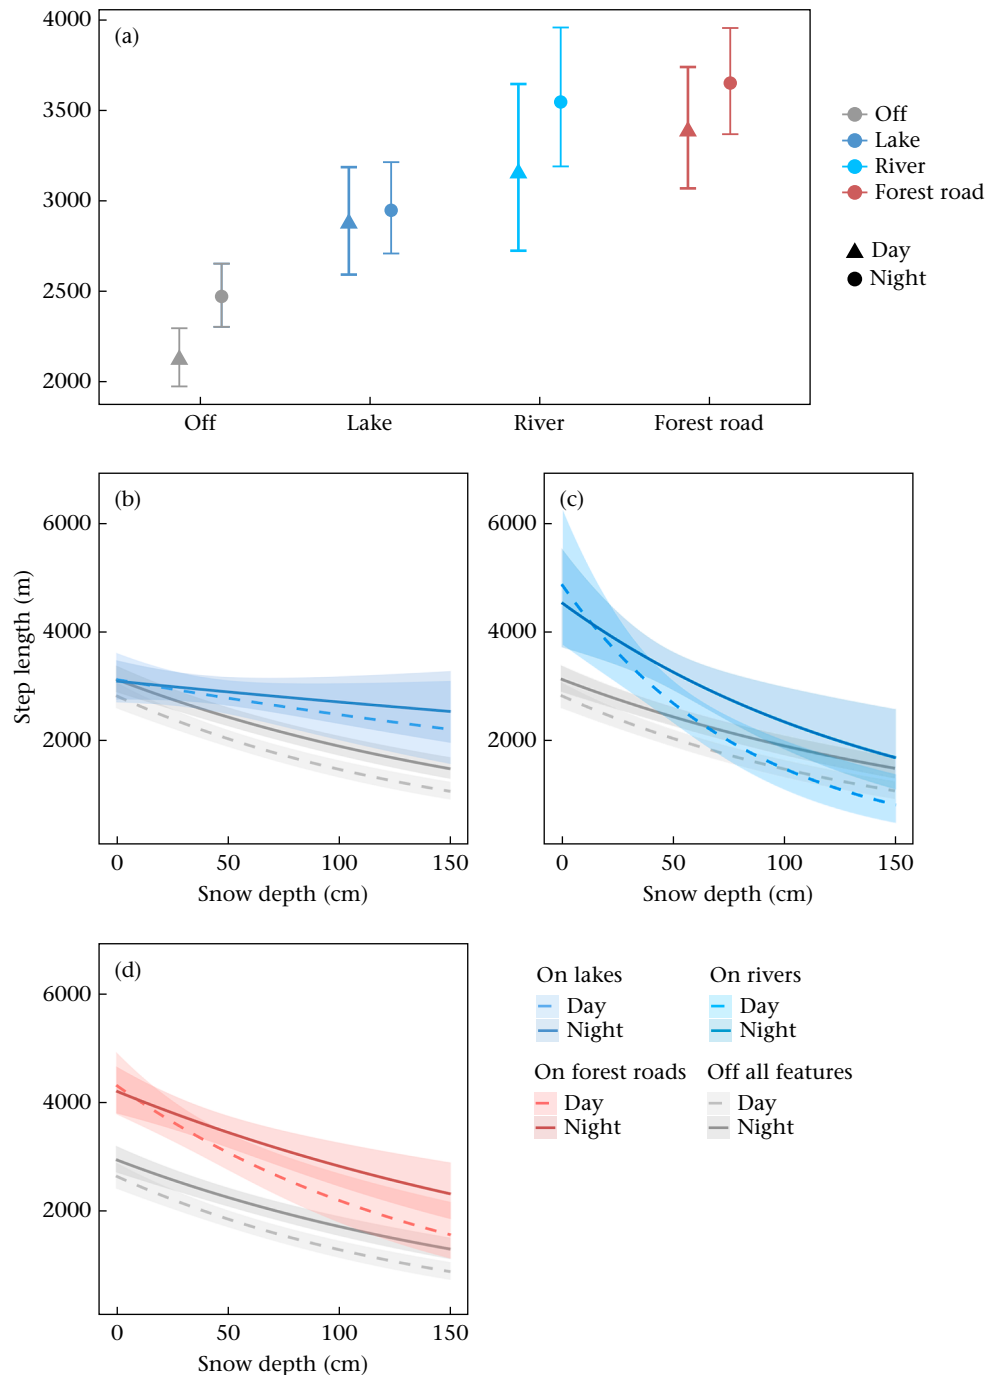 (a)
4000
3500
3000
2500
2000
Off
Lake
River
Forest road
Off
Lake
River
Forest road
Day
Night
Step length (m)
(b)
6000
4000
2000
0
50
100
150
Snow depth (cm)
(c)
6000
4000
2000
0
50
100
150
Snow depth (cm)
(d)
6000
4000
2000
0
50
100
150
Snow depth (cm)
On lakes
Day
Night
On rivers
Day
Night
On forest roads
Day
Night
Off all features
Day
Night